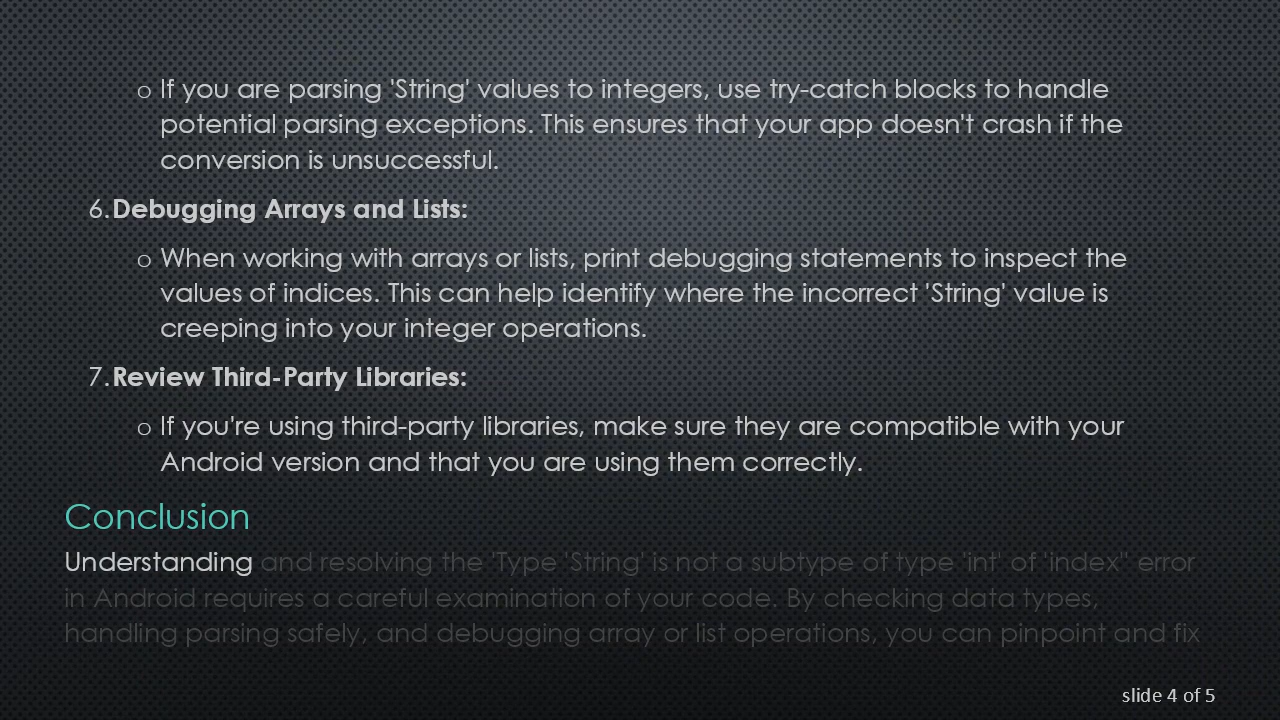 o If you are parsing 'String' values to integers, use try-catch blocks to handle
potential parsing exceptions. This ensures that your app doesn't crash if the
conversion is unsuccessful.
6.Debugging Arrays and Lists:
o When working with arrays or lists, print debugging statements to inspect the
values of indices. This can help identify where the incorrect 'String' value is
creeping into your integer operations.
7.Review Third-Party Libraries:
o If you're using third-party libraries, make sure they are compatible with your
Android version and that you are using them correctly.
Conclusion
Understanding and resolving the 'Type 'String' is not a subtype of type 'int' of 'index'' error
in Android requires a careful examination of your code. By checking data types,
handling parsing safely, and debugging array or list operations, you can pinpoint and fix
slide 4 of 5